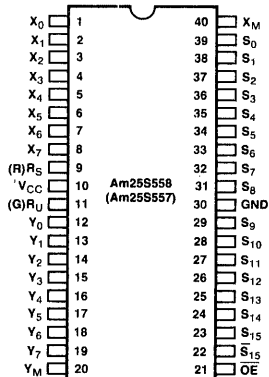 X0 1 40 XM
X1 2 39 S0
X2 3 38 S1
X3 4 37 S2
X4 5 36 S3
X5 6 35 S4
X6 7 34 S5
X7 8 33 S6
(R)RS 9 32 S7
VCC 10 Am25S558 31 S8
(G)RU 11 (Am25S557) 30 GND
Y0 12 29 S9
Y1 13 28 S10
Y2 14 27 S11
Y3 15 26 S12
Y4 16 25 S13
Y5 17 24 S14
Y6 18 23 S15
Y7 19 22 S̅15
YM 20 21 O̅E̅